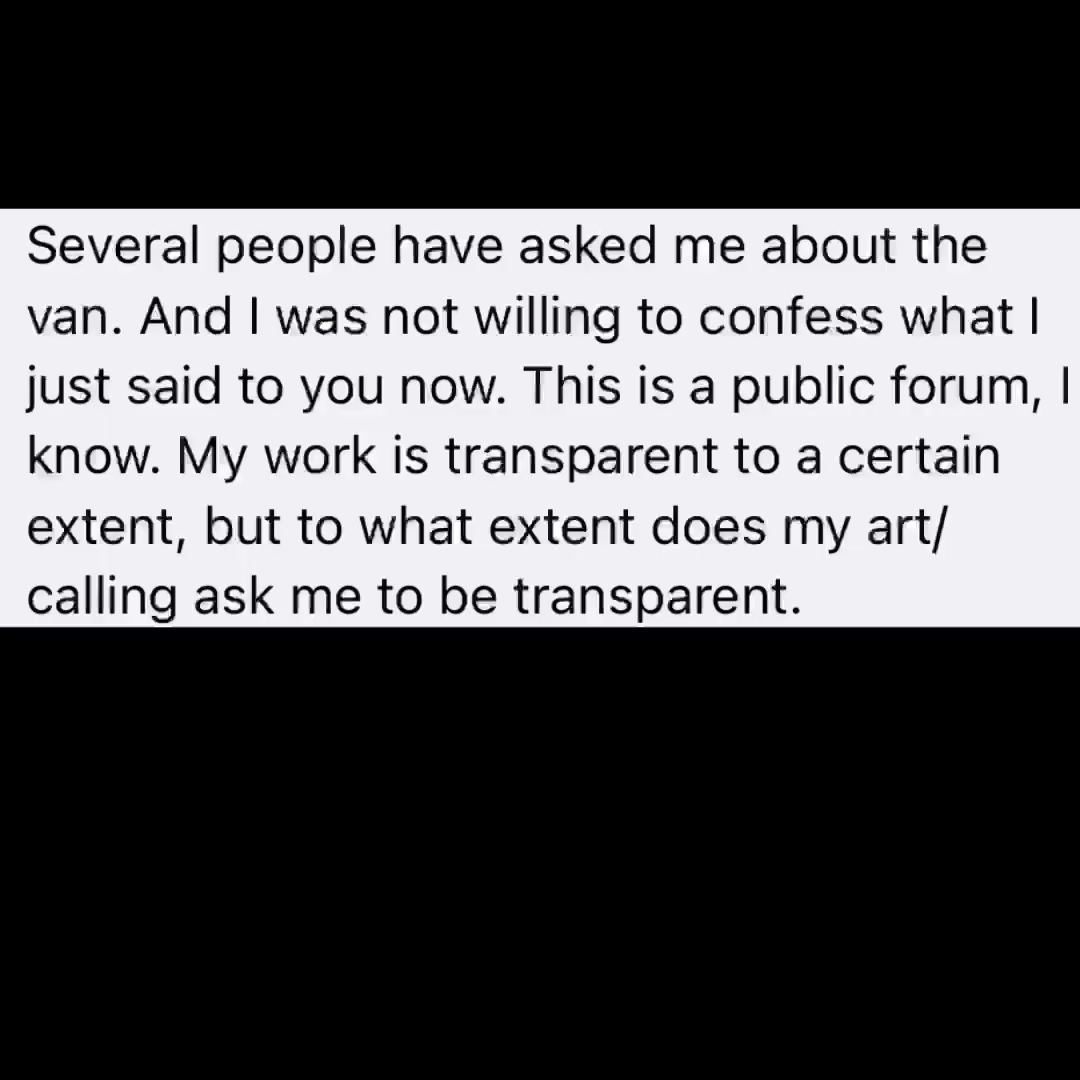 Several people have asked me about the
van. And I was not willing to confess what I
just said to you now. This is a public forum, I
know. My work is transparent to a certain
extent, but to what extent does my art/
calling ask me to be transparent.